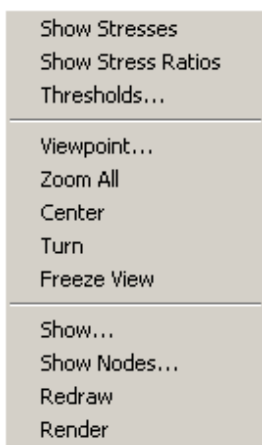 Show Stresses
Show Stress Ratios
Thresholds...
Viewpoint...
Zoom All
Center
Turn
Freeze View
Show...
Show Nodes...
Redraw
Render